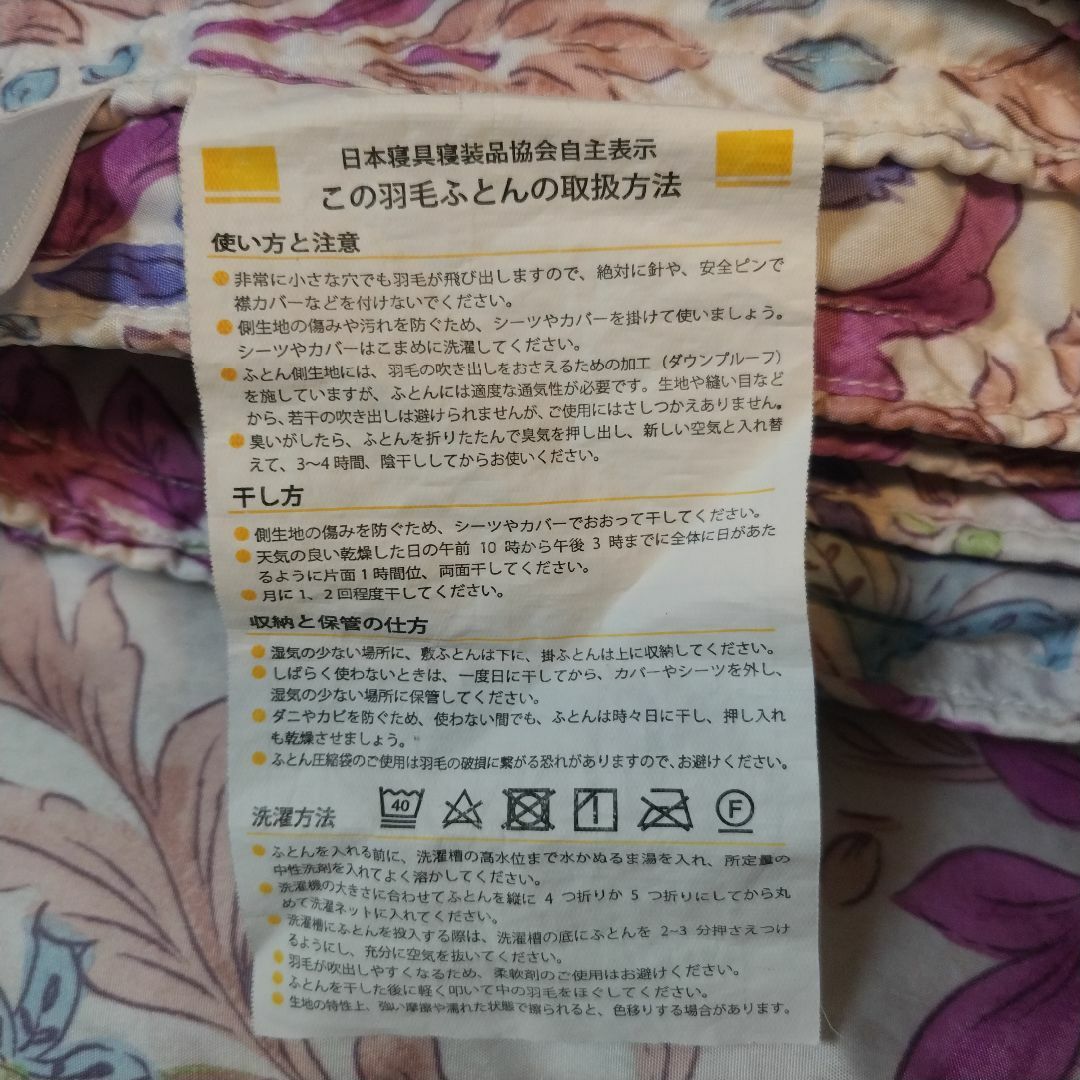 日本寝具寝装品協会自主表示
この羽毛ふとんの取扱方法
使い方と注意
非常に小さな穴でも羽毛が飛び出しますので、絶対に針や、安全ピンで
襟カバーなどを付けないでください。
側生地の傷みや汚れを防ぐため、シーツやカバーを掛けて使いましょう。
シーツやカバーはこまめに洗濯してください。
ふとん側生地には、羽毛の吹き出しをおさえるための加工（ダウンプルーフ）
を施していますが、ふとんには適度な通気性が必要です。生地や縫い目など
から、若干の吹き出しは避けられませんが、ご使用にはさしつかえありません。
臭いがしたら、ふとんを折りたたんで臭気を押し出し、新しい空気と入れ替
えて、3〜4時間、陰干ししてからお使いください。
干し方
側生地の傷みを防ぐため、シーツやカバーでおおって干してください。
天気の良い乾燥した日の午前 10 時から午後 3 時までに全体に日があた
るように片面1時間位、両面干してください。
月に1、2回程度干してください。
収納と保管の仕方
湿気の少ない場所に、敷ふとんは下に、掛ふとんは上に収納してください。
しばらく使わないときは、一度日に干してから、カバーやシーツを外し、
湿気の少ない場所に保管してください。
ダニやカビを防ぐため、使わない間でも、ふとんは時々日に干し、押し入れ
も乾燥させましょう。
ふとん圧縮袋のご使用は羽毛の破損に繋がる恐れがありますので、お避けください。
洗濯方法 40 F
ふとんを入れる前に、洗濯槽の高水位まで水かぬるま湯を入れ、所定量の
中性洗剤を入れてよく溶かしてください。
洗濯機の大きさに合わせてふとんを縦に 4 つ折りか 5 つ折りにしてから丸
めて洗濯ネットに入れてください。
洗濯槽にふとんを投入する際は、洗濯槽の底にふとんを 2~3 分押さえつけ
るようにし、充分に空気を抜いてください。
羽毛が吹出しやすくなるため、柔軟剤のご使用はお避けください。
ふとんを干した後に軽く叩いて中の羽毛をほぐしてください。
生地の特性上、強い摩擦や濡れた状態で擦られると、色移りする場合があります。